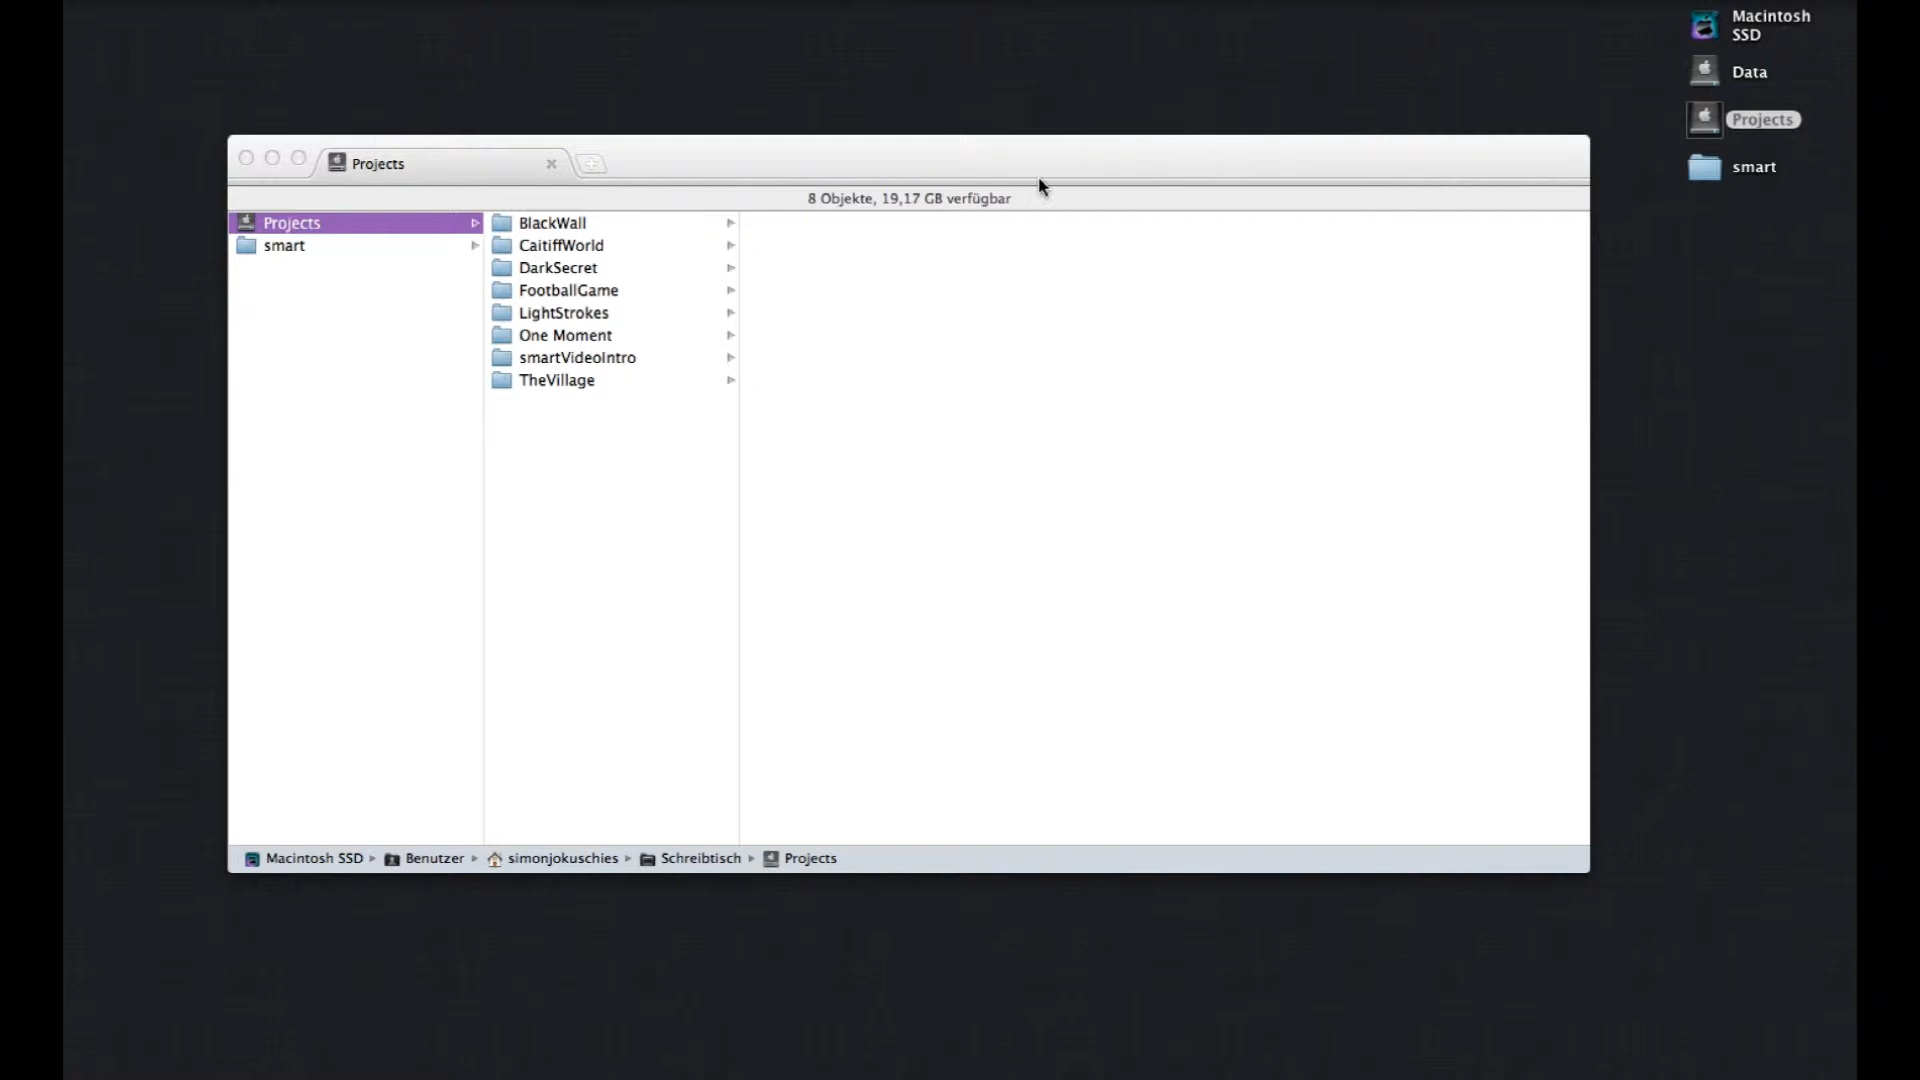 Macintosh
SSD
Data
Projects
smart
Projects
8 Objekte, 19,17 GB verfügbar
Projects
smart
BlackWall
CaitiffWorld
DarkSecret
FootballGame
LightStrokes
One Moment
smartVideoIntro
TheVillage
Macintosh SSD Benutzer simonjokuschies Schreibtisch Projects